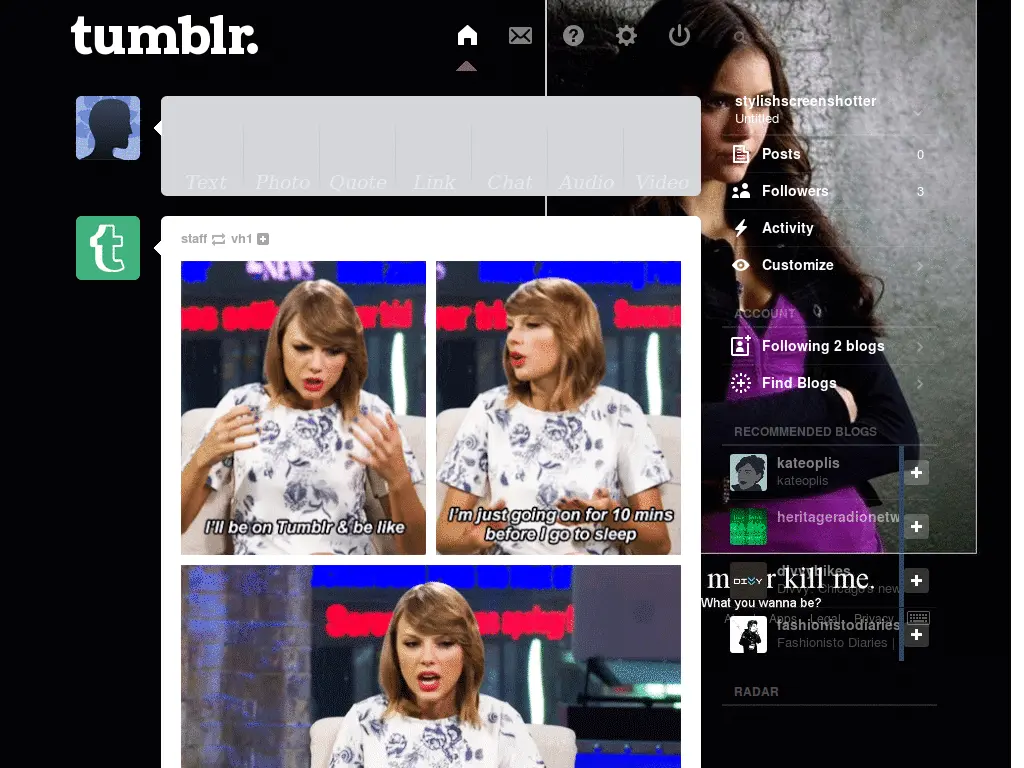 tumblr.
stylishscreenshotter
Untitled
Text Photo Quote Link Chat Audio Video
Posts 0
Followers 3
Activity
Customize
staff vh1
I'll be on Tumblr & be like
I'm just going on for 10 mins
before I go to sleep
ACCOUNT
Following 2 blogs
Find Blogs
RECOMMENDED BLOGS
kateoplis
kateoplis
heritageradionetw
divvybikes
DIVVY
Divvy: Chicago's new
r kill me.
What you wanna be?
Apps Legal Privacy
fashionistodiaries
Fashionisto Diaries |
RADAR